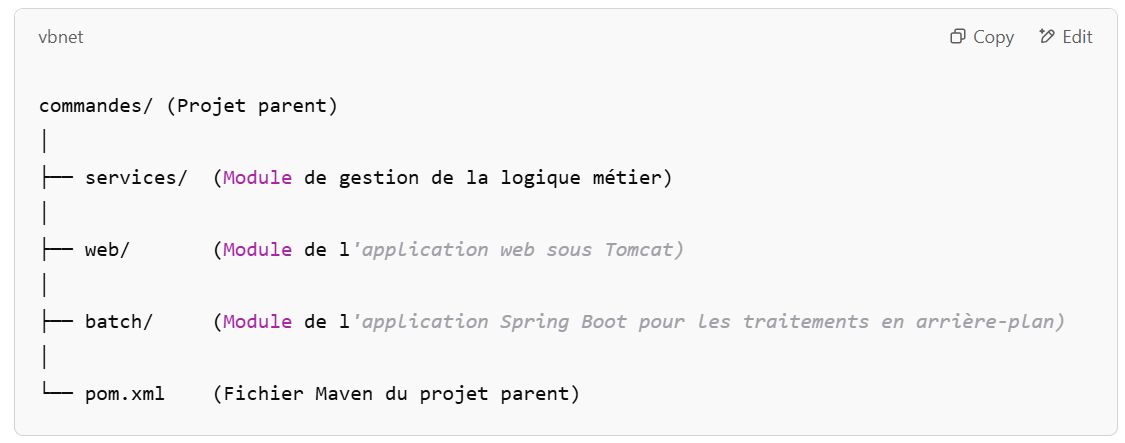 vbnet Copy Edit
commandes/ (Projet parent)
│
├── services/  (Module de gestion de la logique métier)
│
├── web/       (Module de l'application web sous Tomcat)
│
├── batch/     (Module de l'application Spring Boot pour les traitements en arrière-plan)
│
└── pom.xml    (Fichier Maven du projet parent)